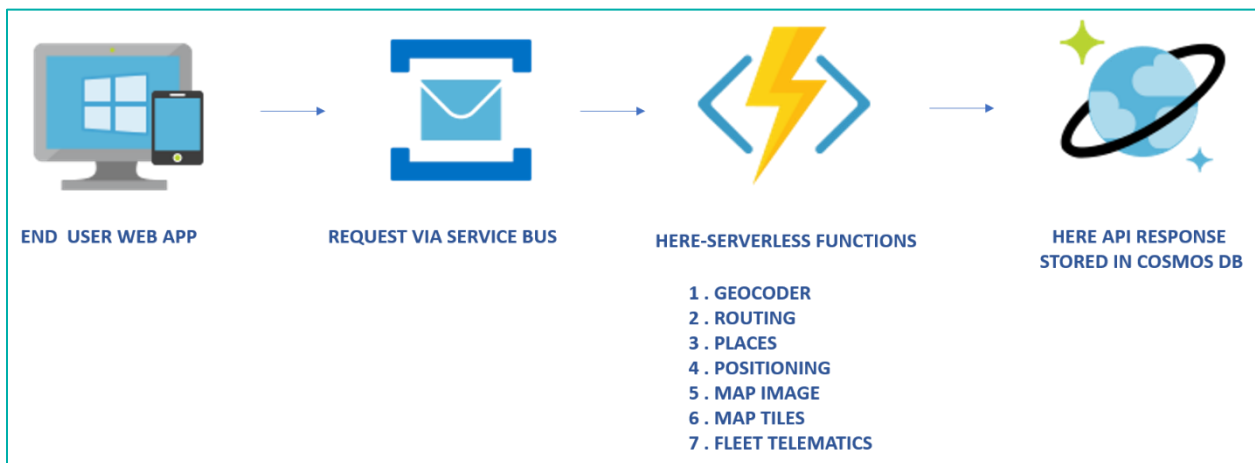 END USER WEB APP
REQUEST VIA SERVICE BUS
HERE-SERVERLESS FUNCTIONS
1 . GEOCODER
2 . ROUTING
3 . PLACES
4 . POSITIONING
5 . MAP IMAGE
6 . MAP TILES
7 . FLEET TELEMATICS
HERE API RESPONSE
STORED IN COSMOS DB